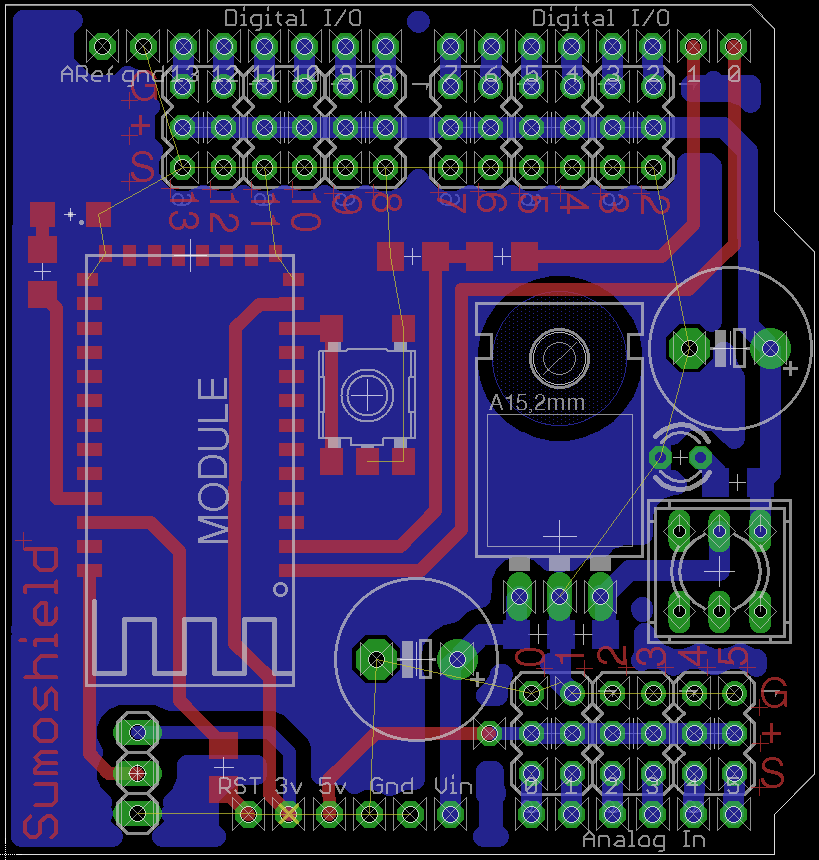 Digital I/O Digital I/O
ARef gnd 13 12 11 10 9 8 7 6 5 4 3 2 1 0
G
+
S
13 12 11 10 9 8 7 6 5 4 3 2
A15,2mm
+
MODULE
Sumoshield
+
0 1 2 3 4 5
G
+
S
RST 3v 5v Gnd Vin 0 1 2 3 4 5
Analog In